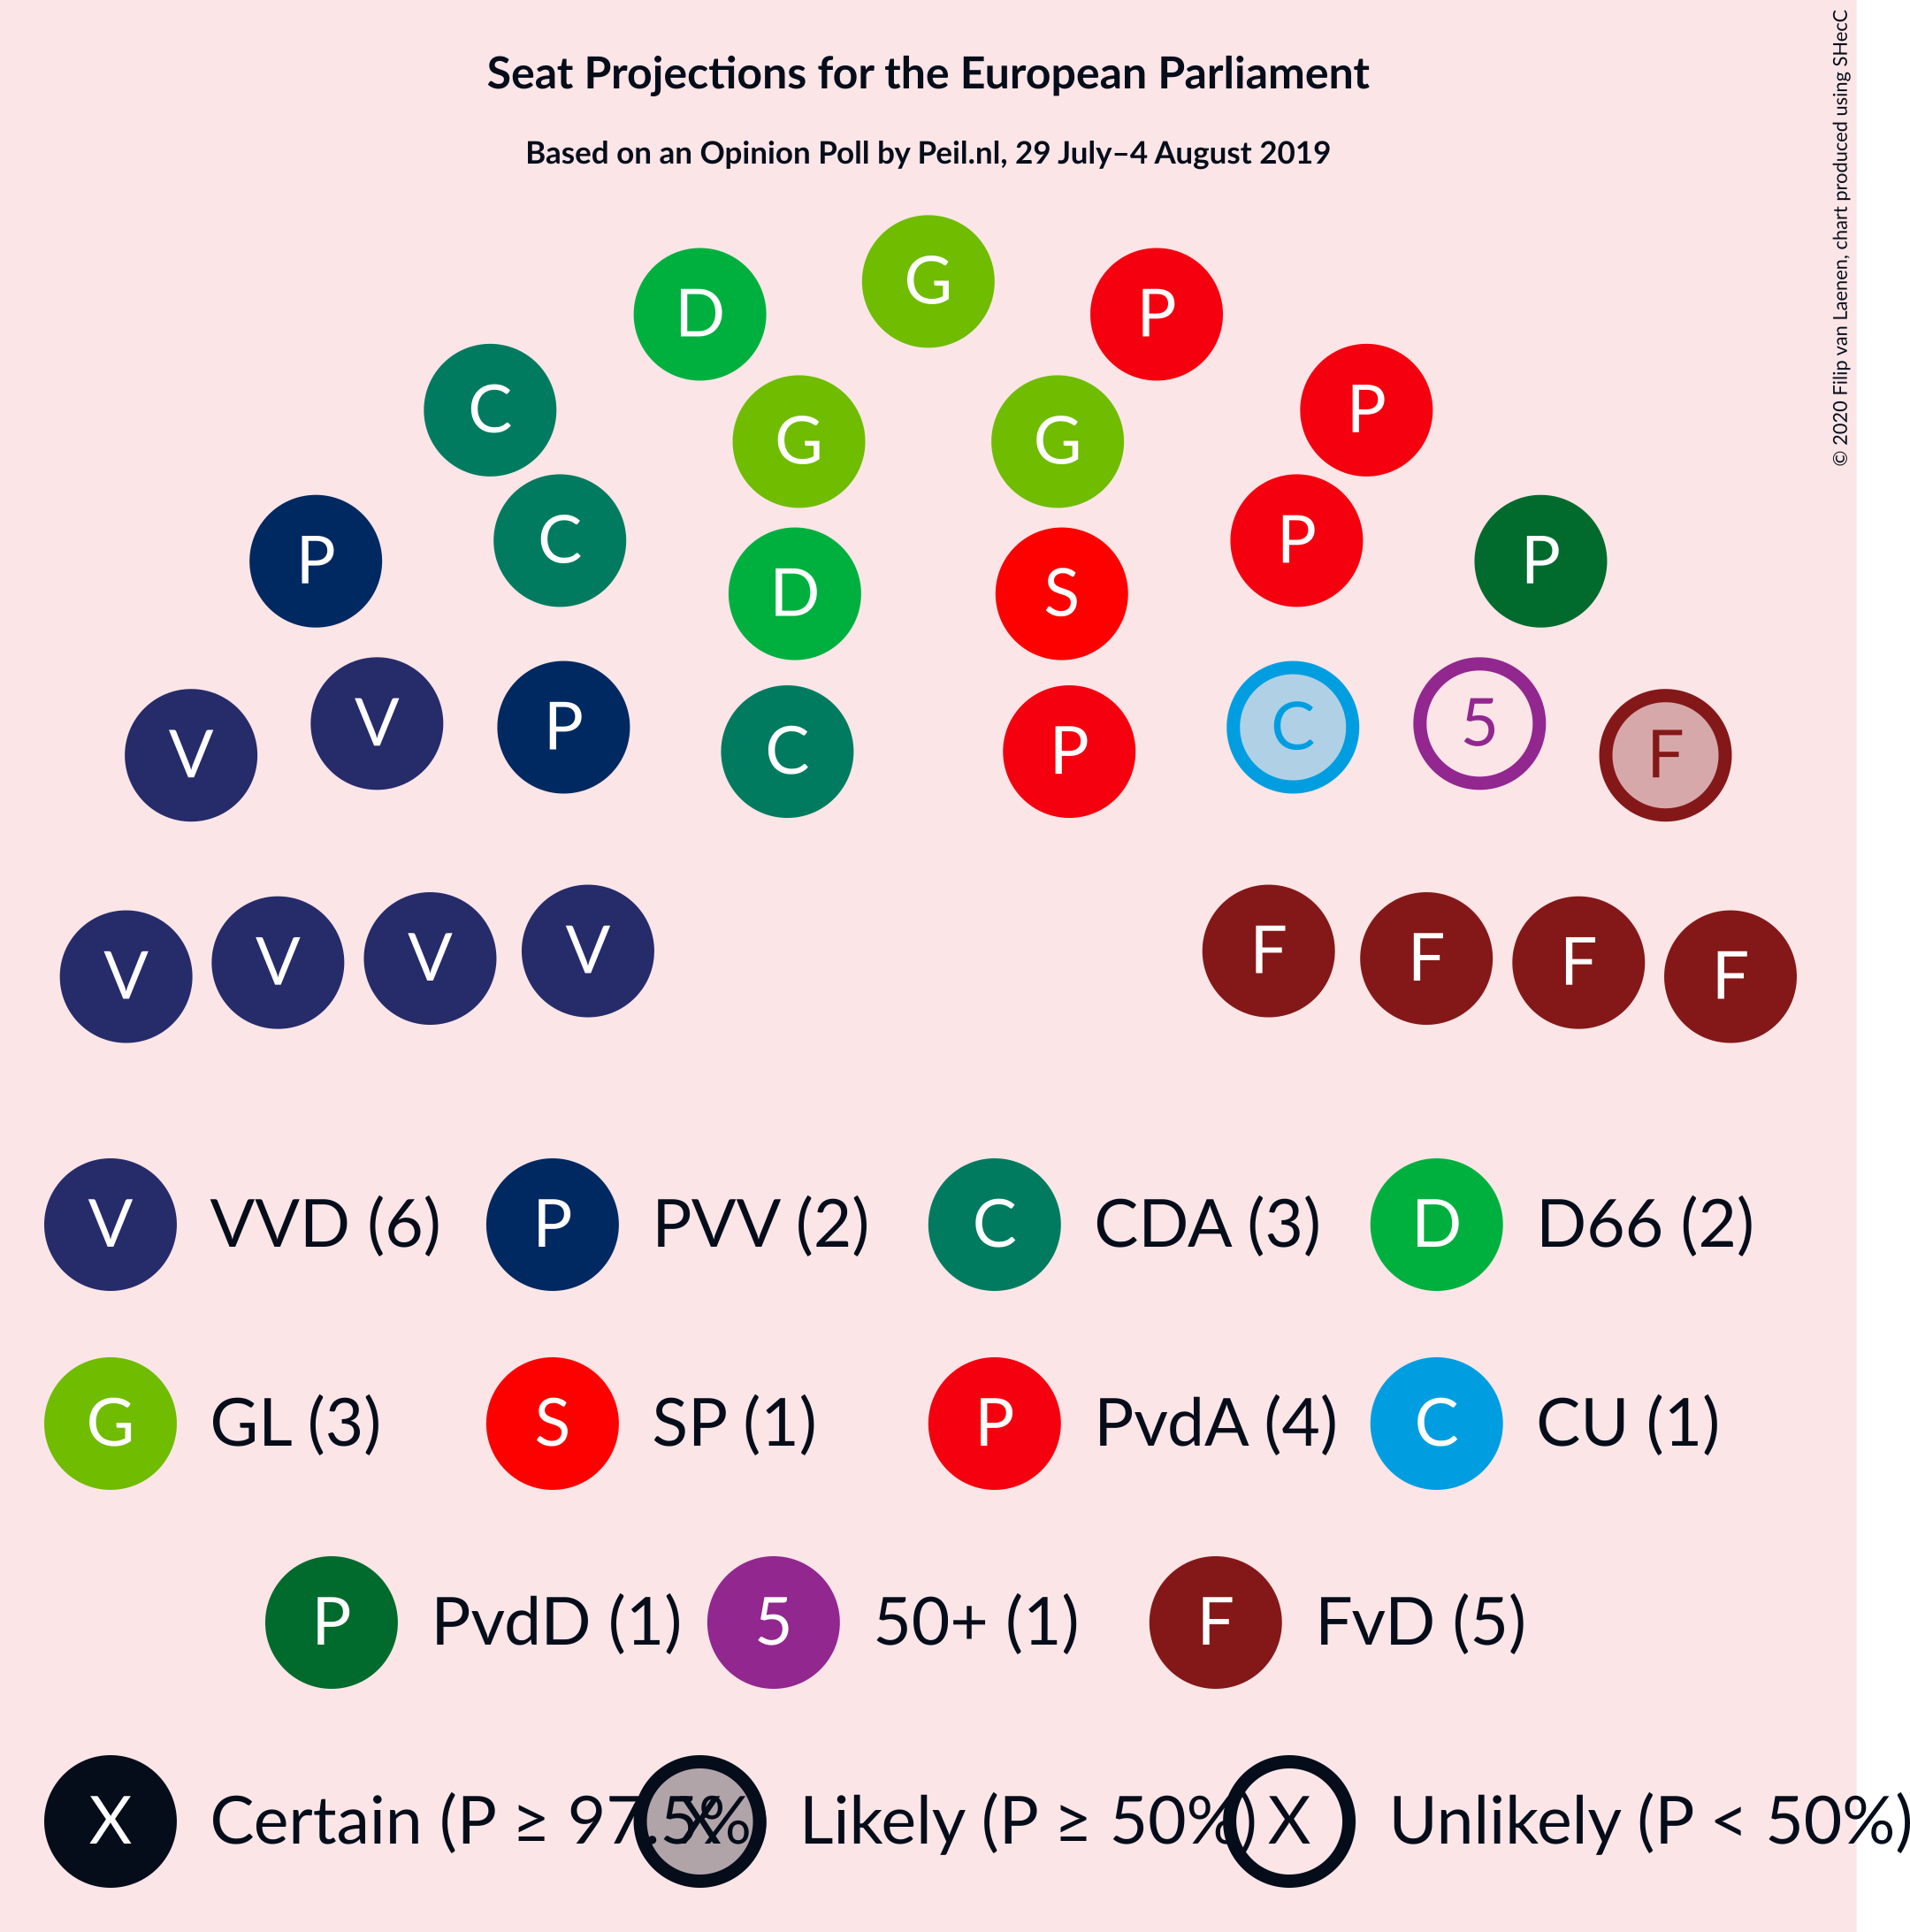 Seat Projections for the European Parliament
Based on an Opinion Poll by Peil.nl, 29 July–4 August 2019
© 2020 Filip van Laenen, chart produced using SHecC
G
D P
C P
G G
P C P P
D S
V V P C P C 5 F
V V V V F F F F
V VVD (6) P PVV (2) C CDA (3) D D66 (2)
G GL (3) S SP (1) P PvdA (4) C CU (1)
P PvdD (1) 5 50+ (1) F FvD (5)
X Certain (P ≥ 97.5% X Likely (P ≥ 50%) X Unlikely (P < 50%)